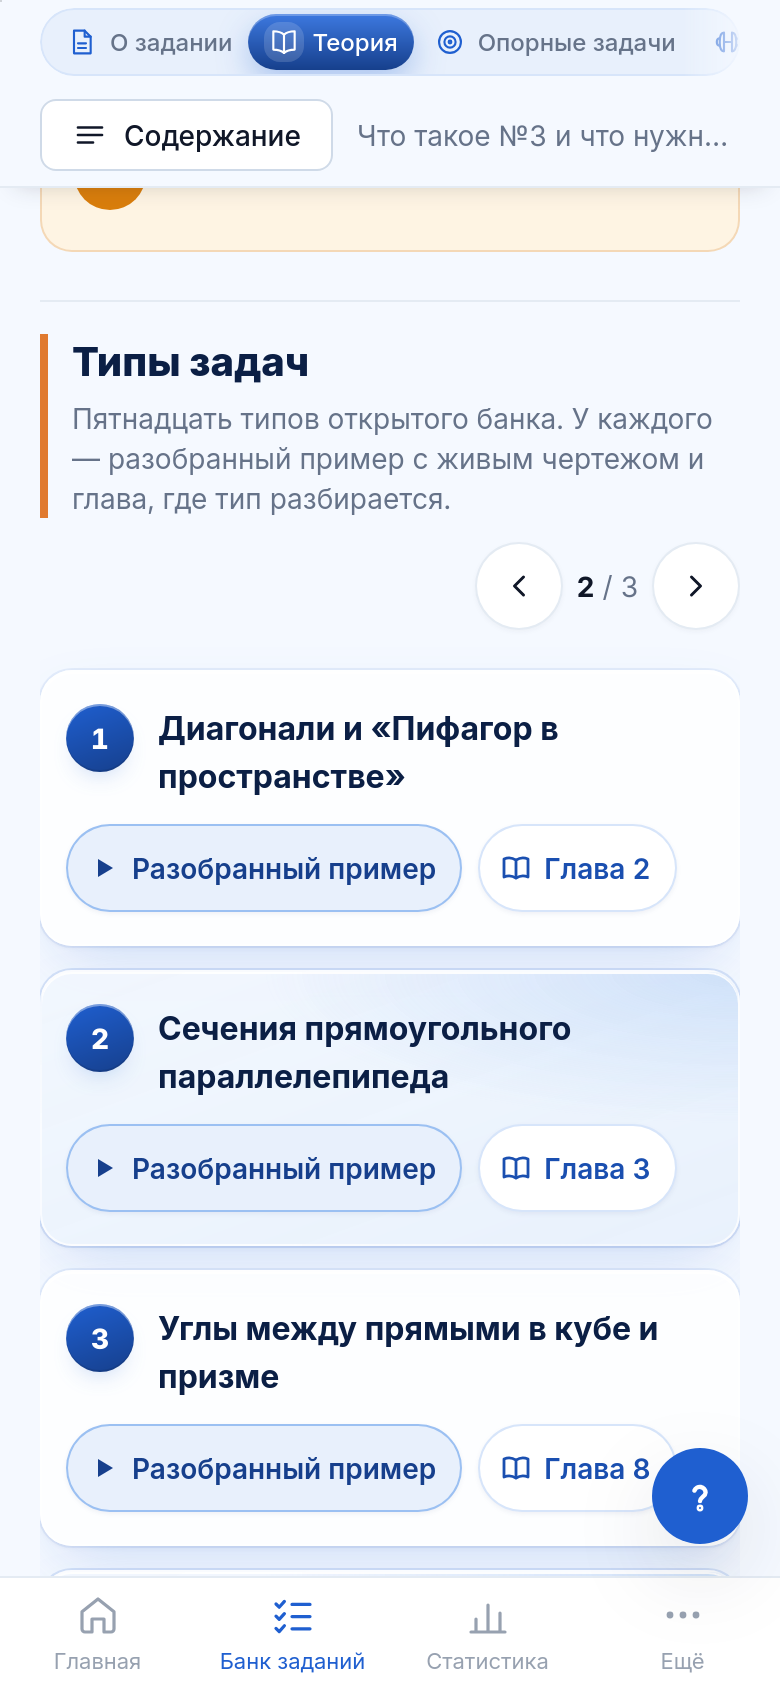 О задании
Теория
Опорные задачи
Содержание
Что такое №3 и что нужн...
Типы задач
Пятнадцать типов открытого банка. У каждого
— разобранный пример с живым чертежом и
глава, где тип разбирается.
2 / 3
1
Диагонали и «Пифагор в
пространстве»
Разобранный пример
Глава 2
2
Сечения прямоугольного
параллелепипеда
Разобранный пример
Глава 3
3
Углы между прямыми в кубе и
призме
Разобранный пример
Глава 8
?
Главная
Банк заданий
Статистика
Ещё